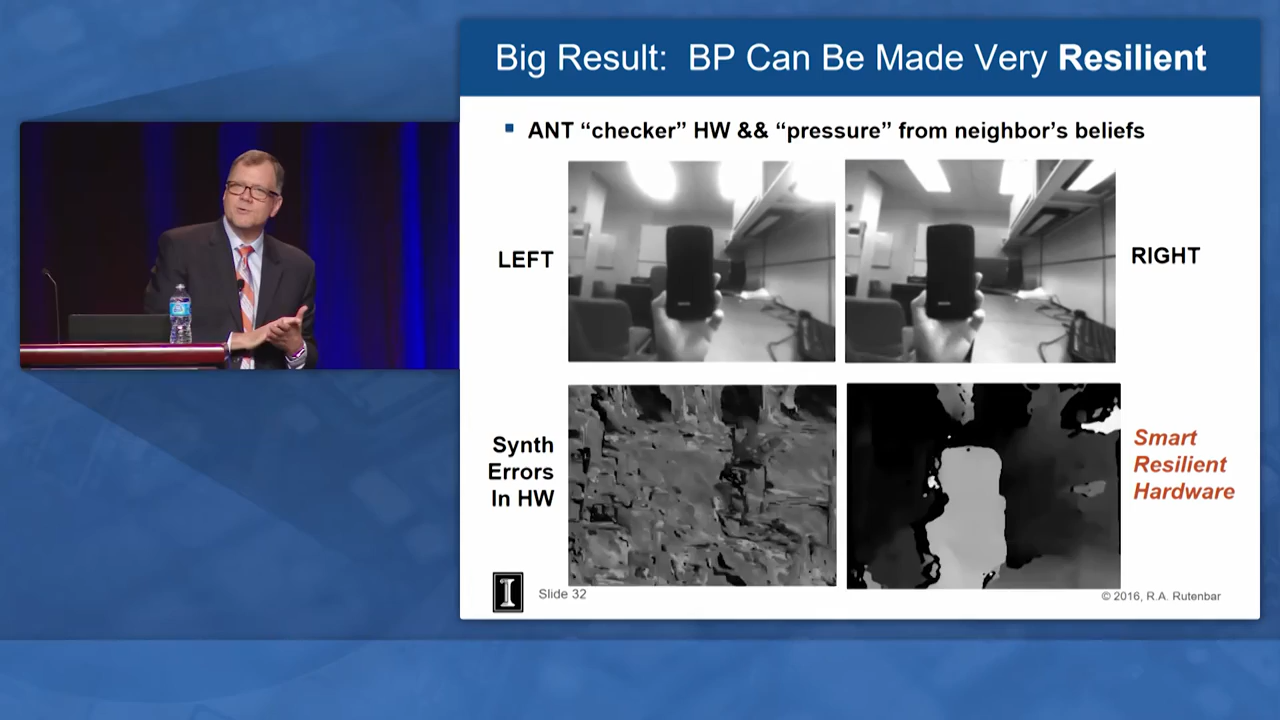 Big Result: BP Can Be Made Very Resilient
ANT “checker” HW && “pressure” from neighbor’s beliefs
LEFT
RIGHT
Synth
Errors
In HW
Smart
Resilient
Hardware
I
Slide 32
© 2016, R.A. Rutenbar